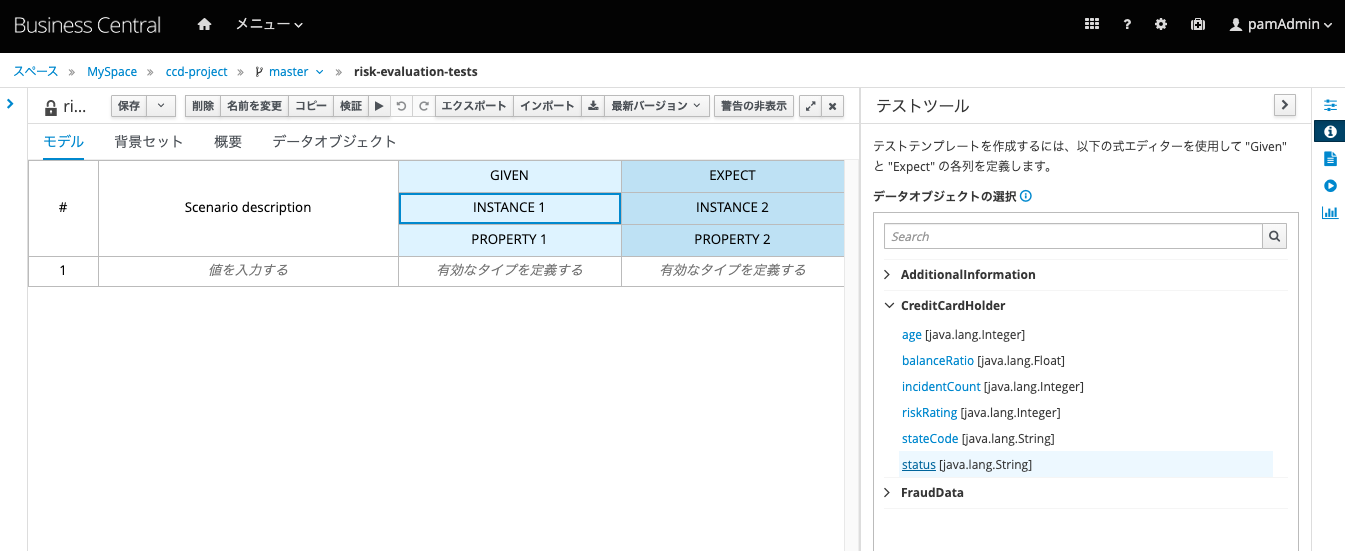 Business Central メニュー ? pamAdmin
スペース » MySpace » ccd-project » master » risk-evaluation-tests
ri... 保存 削除 名前を変更 コピー 検証 エクスポート インポート 最新バージョン 警告の非表示
モデル 背景セット 概要 データオブジェクト
# Scenario description GIVEN EXPECT
INSTANCE 1 INSTANCE 2
PROPERTY 1 PROPERTY 2
1 値を入力する 有効なタイプを定義する 有効なタイプを定義する
テストツール
テストテンプレートを作成するには、以下の式エディターを使用して "Given"
と "Expect" の各列を定義します。
データオブジェクトの選択
Search
AdditionalInformation
CreditCardHolder
age [java.lang.Integer]
balanceRatio [java.lang.Float]
incidentCount [java.lang.Integer]
riskRating [java.lang.Integer]
stateCode [java.lang.String]
status [java.lang.String]
FraudData